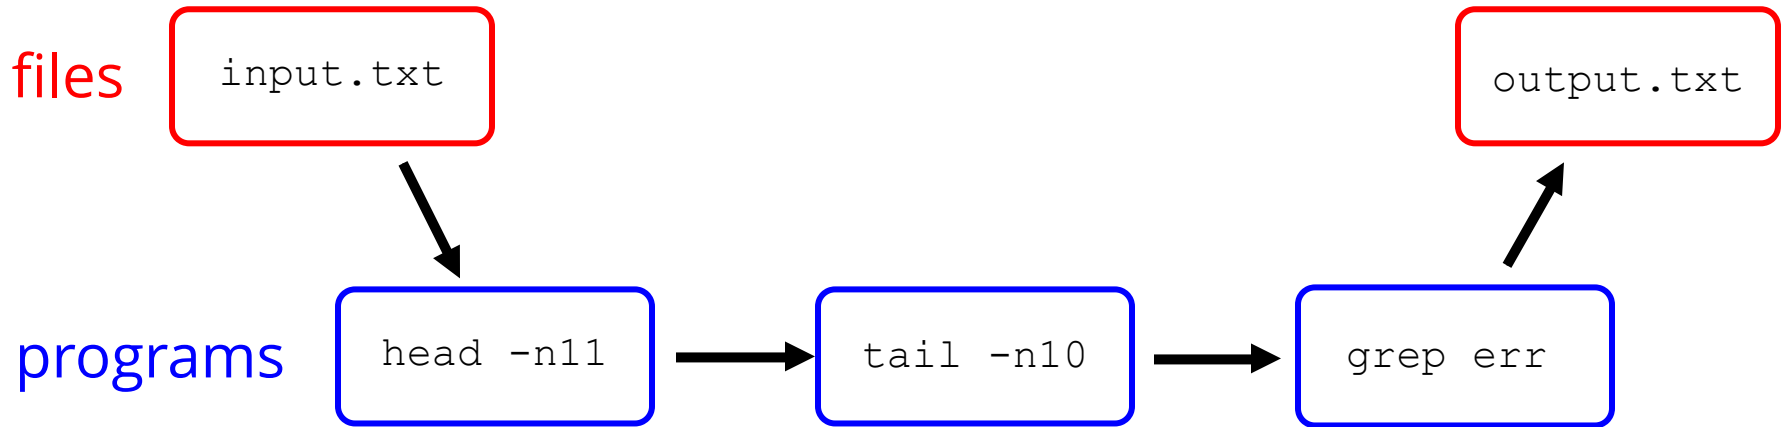 files
input.txt
output.txt
programs
head -n11
tail -n10
grep err